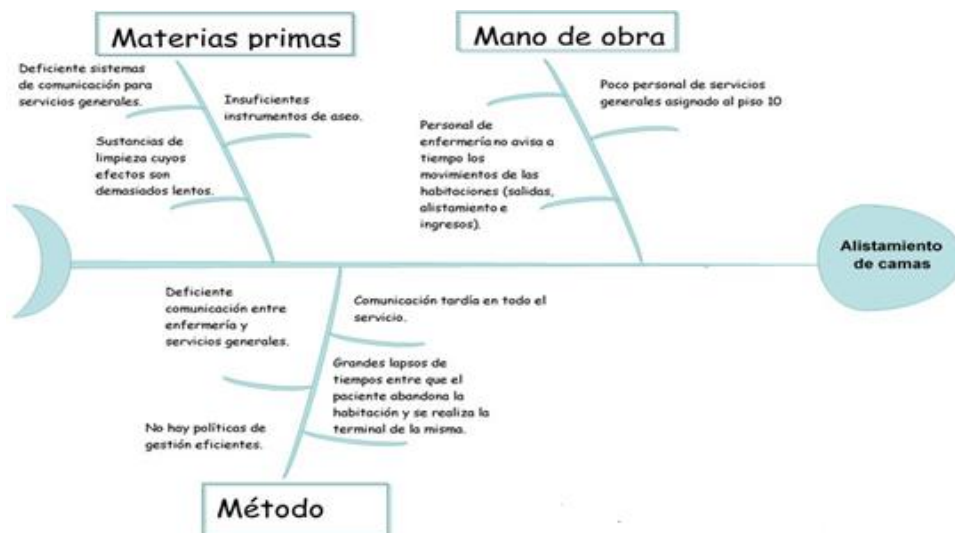 Materias primas
Mano de obra
Deficiente sistemas
de comunicación para
servicios generales.
Insuficientes
instrumentos de aseo.
Sustancias de
limpieza cuyos
efectos son
demasiados lentos.
Poco personal de servicios
generales asignado al piso 10
Personal de
enfermería no avisa a
tiempo los
movimientos de las
habitaciones (salidas,
alistamiento e
ingresos).
Alistamiento
de camas
Deficiente
comunicación entre
enfermería y
servicios generales.
Comunicación tardía en todo el
servicio.
Grandes lapsos de
tiempos entre que el
paciente abandona la
habitación y se realiza la
terminal de la misma.
No hay políticas de
gestión eficientes.
Método